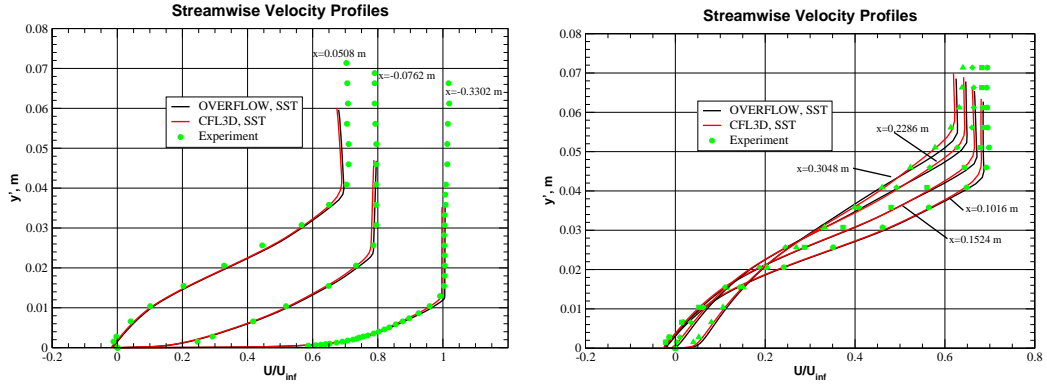 Streamwise Velocity Profiles
0.08
0.07
0.06
0.05
0.04
0.03
0.02
0.01
0
y', m
x=0.0508 m
x=-0.0762 m
x=-0.3302 m
OVERFLOW, SST
CFL3D, SST
Experiment
-0.2 0 0.2 0.4 0.6 0.8 1
U/Uinf
Streamwise Velocity Profiles
0.08
0.07
0.06
0.05
0.04
0.03
0.02
0.01
0
y', m
OVERFLOW, SST
CFL3D, SST
Experiment
x=0.2286 m
x=0.3048 m
x=0.1016 m
x=0.1524 m
-0.2 0 0.2 0.4 0.6 0.8
U/Uinf